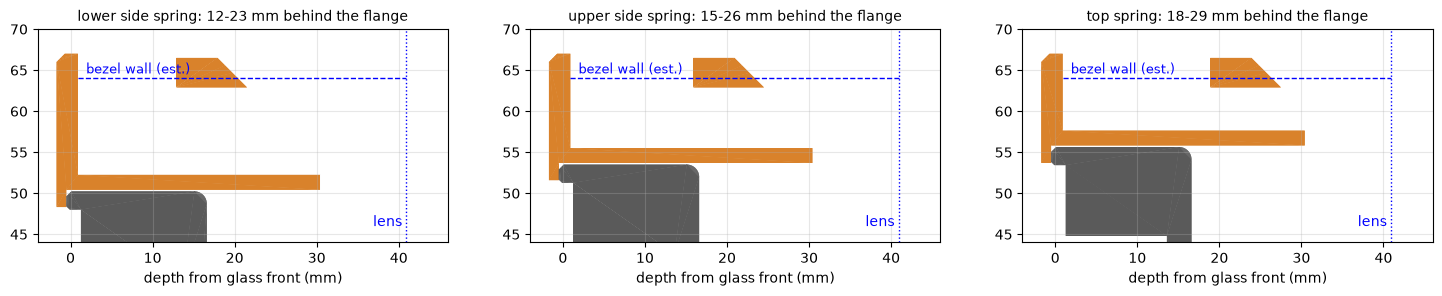 lower side spring: 12-23 mm behind the flange
70
65
60
55
50
45
bezel wall (est.)
lens
0
10
20
30
40
depth from glass front (mm)
upper side spring: 15-26 mm behind the flange
70
65
60
55
50
45
bezel wall (est.)
lens
0
10
20
30
40
depth from glass front (mm)
top spring: 18-29 mm behind the flange
70
65
60
55
50
45
bezel wall (est.)
lens
0
10
20
30
40
depth from glass front (mm)